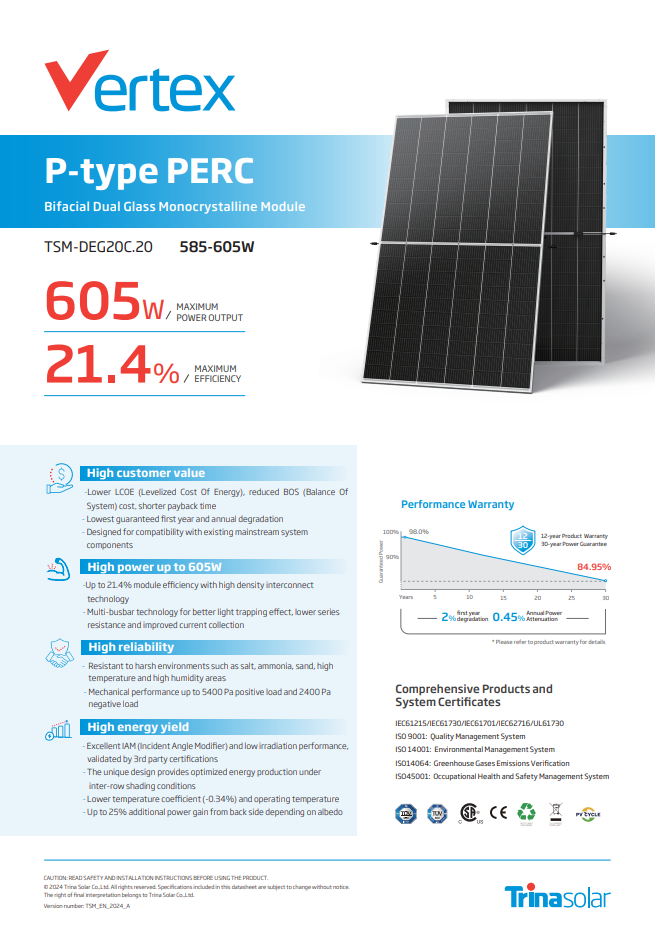 Vertex
P-type PERC
Bifacial Dual Glass Monocrystalline Module
TSM-DEG20C.20 585-605W
605W/ MAXIMUM
POWER OUTPUT
21.4% / MAXIMUM
EFFICIENCY
High customer value
-Lower LCOE (Levelized Cost Of Energy), reduced BOS (Balance Of
System) cost, shorter payback time
- Lowest guaranteed first year and annual degradation
- Designed for compatibility with existing mainstream system
components
High power up to 605W
-Up to 21.4% module efficiency with high density interconnect
technology
- Multi-busbar technology for better light trapping effect, lower series
resistance and improved current collection
High reliability
- Resistant to harsh environments such as salt, ammonia, sand, high
temperature and high humidity areas
- Mechanical performance up to 5400 Pa positive load and 2400 Pa
negative load
High energy yield
- Excellent IAM (Incident Angle Modifier) and low irradiation performance,
validated by 3rd party certifications
- The unique design provides optimized energy production under
inter-row shading conditions
- Lower temperature coefficient (-0.34%) and operating temperature
- Up to 25% additional power gain from back side depending on albedo
Performance Warranty
Guaranteed Power
100%
98.0%
90%
12
30
12-year Product Warranty
30-year Power Guarantee
84.95%
Years 5 10 15 20 25 30
2% first year
degradation
0.45% Annual Power
Attenuation
* Please refer to product warranty for details
Comprehensive Products and
System Certificates
IEC61215/IEC61730/IEC61701/IEC62716/UL61730
ISO 9001: Quality Management System
ISO 14001: Environmental Management System
ISO14064: Greenhouse Gases Emissions Verification
ISO45001: Occupational Health and Safety Management System
C US
CE
PV CYCLE
CAUTION: READ SAFETY AND INSTALLATION INSTRUCTIONS BEFORE USING THE PRODUCT.
© 2024 Trina Solar Co.,Ltd. All rights reserved. Specifications included in this datasheet are subject to change without notice.
The right of final interpretation belongs to Trina Solar Co.,Ltd.
Version number: TSM_EN_2024_A
Trinasolar